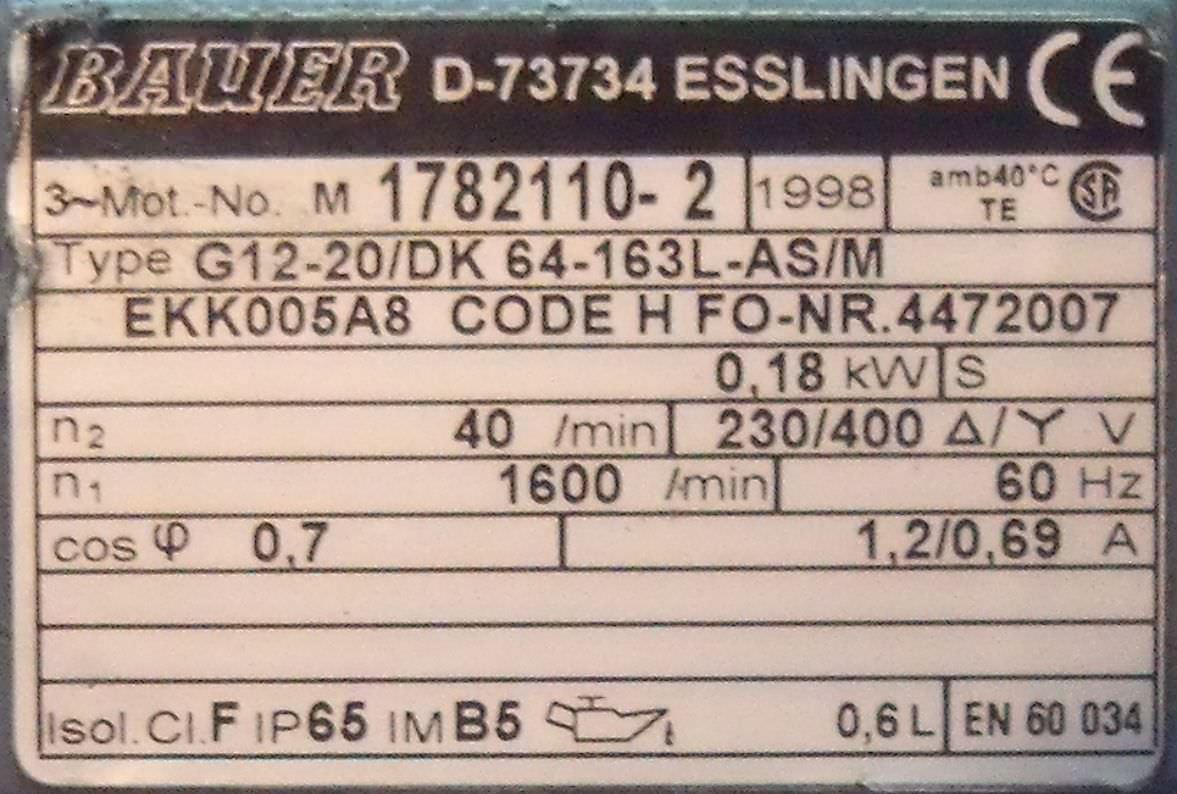 BAUER D-73734 ESSLINGEN CE
3~Mot.-No. M 1782110- 2 1998 amb40°C TE SA
Type G12-20/DK 64-163L-AS/M
EKK005A8 CODE H FO-NR.4472007
0,18 kW S
n₂ 40 /min 230/400 Δ/Y V
n₁ 1600 /min 60 Hz
cos φ 0,7 1,2/0,69 A
Isol.Cl.F IP65 IM B5 0,6 L EN 60 034